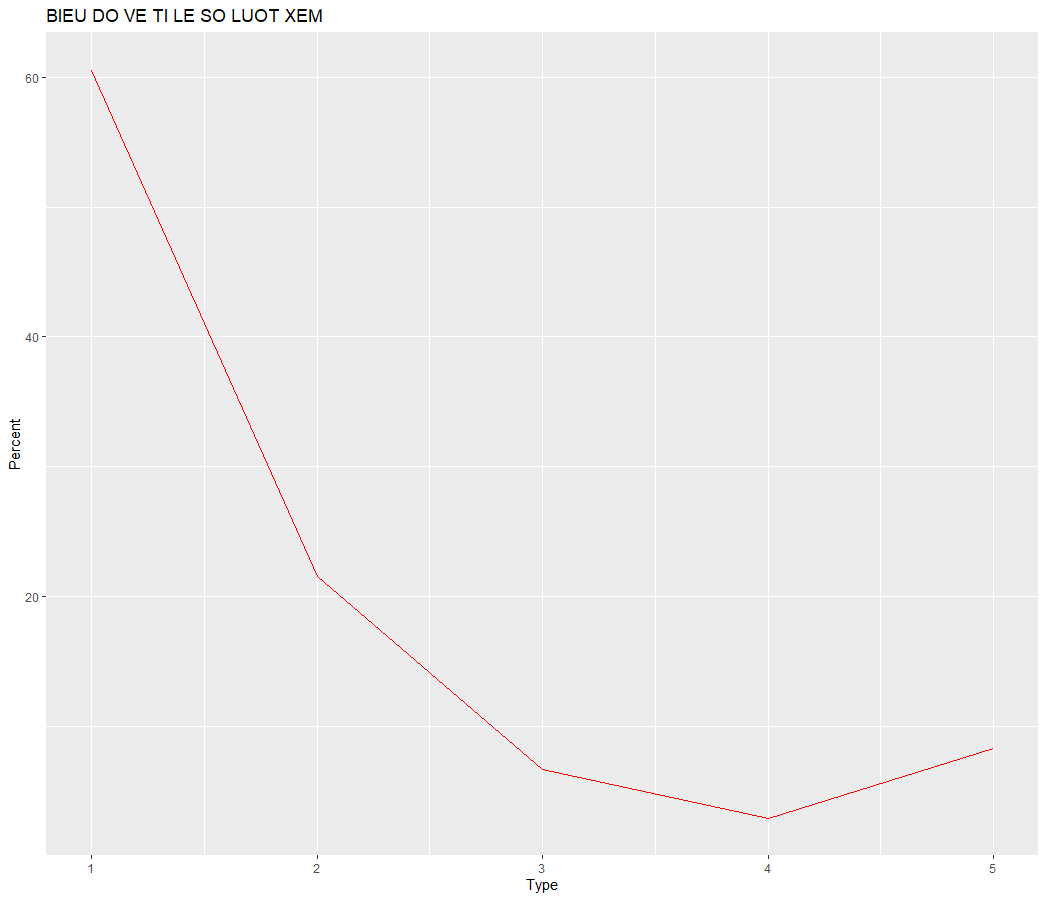 BIEU DO VE TI LE SO LUOT XEM
60
40
20
Percent
1 2 3 4 5
Type